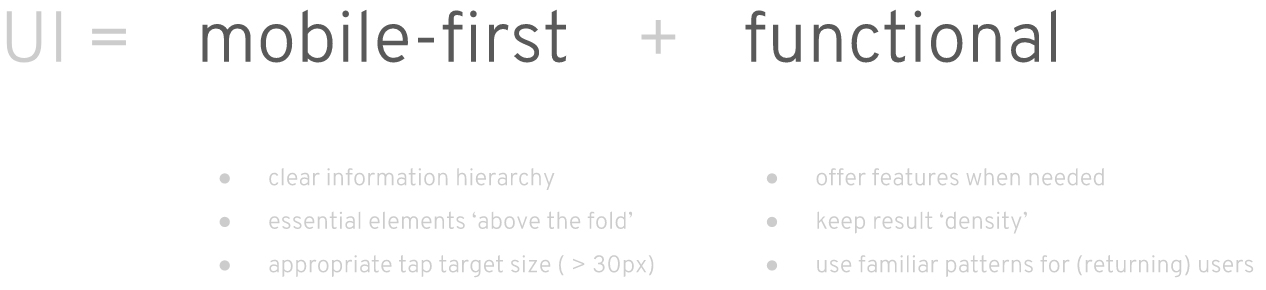 UI = mobile-first + functional
● clear information hierarchy
● essential elements ‘above the fold’
● appropriate tap target size ( > 30px)
● offer features when needed
● keep result ‘density’
● use familiar patterns for (returning) users